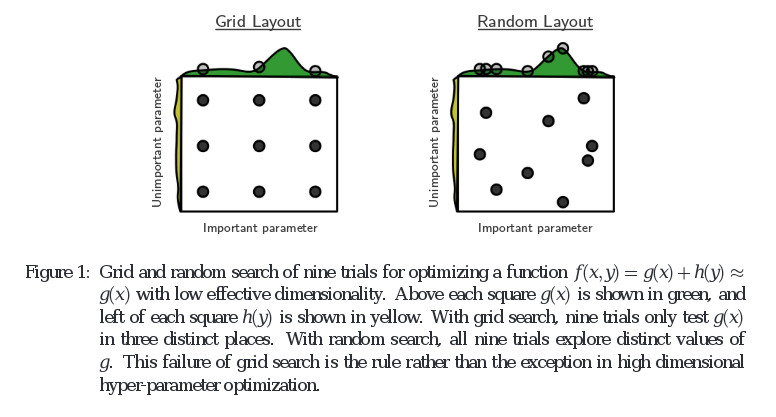 Grid Layout
Random Layout
Unimportant parameter
Unimportant parameter
Important parameter
Important parameter
Figure 1: Grid and random search of nine trials for optimizing a function f(x,y) = g(x) + h(y) ≈
g(x) with low effective dimensionality. Above each square g(x) is shown in green, and
left of each square h(y) is shown in yellow. With grid search, nine trials only test g(x)
in three distinct places. With random search, all nine trials explore distinct values of
g. This failure of grid search is the rule rather than the exception in high dimensional
hyper-parameter optimization.